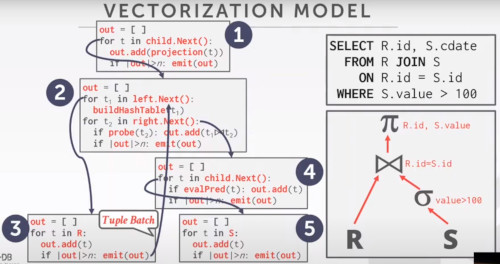 VECTORIZATION MODEL
1
out = [ ]
for t in child.Next():
out.add(projection(t))
if |out|>n: emit(out)
2
out = [ ]
for t₁ in left.Next():
buildHashTable(t₁)
for t₂ in right.Next():
if probe(t₂): out.add(t₁⨝t₂)
if |out|>n: emit(out)
4
out = [ ]
for t in child.Next():
if evalPred(t): out.add(t)
if |out|>n: emit(out)
3
out = [ ]
for t in R:
out.add(t)
if |out|>n: emit(out)
Tuple Batch
5
out = [ ]
for t in S:
out.add(t)
if |out|>n: emit(out)
SELECT R.id, S.cdate
FROM R JOIN S
ON R.id = S.id
WHERE S.value > 100
π R.id, S.value
⨝ R.id=S.id
σ value>100
R S
DB